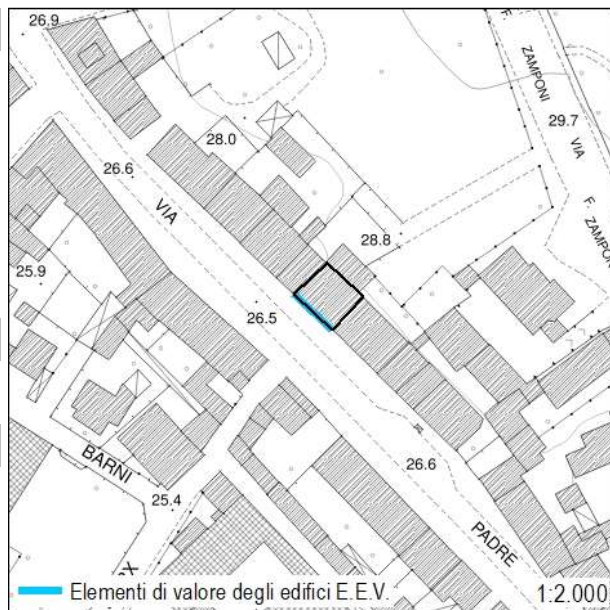 26.9
F.
ZAMPONI
29.7
VIA
28.0
26.6
VIA
F. ZAMPONI
28.8
25.9
26.5
BARNI
26.6
25.4
PADRE
Elementi di valore degli edifici E.E.V.
1:2.000